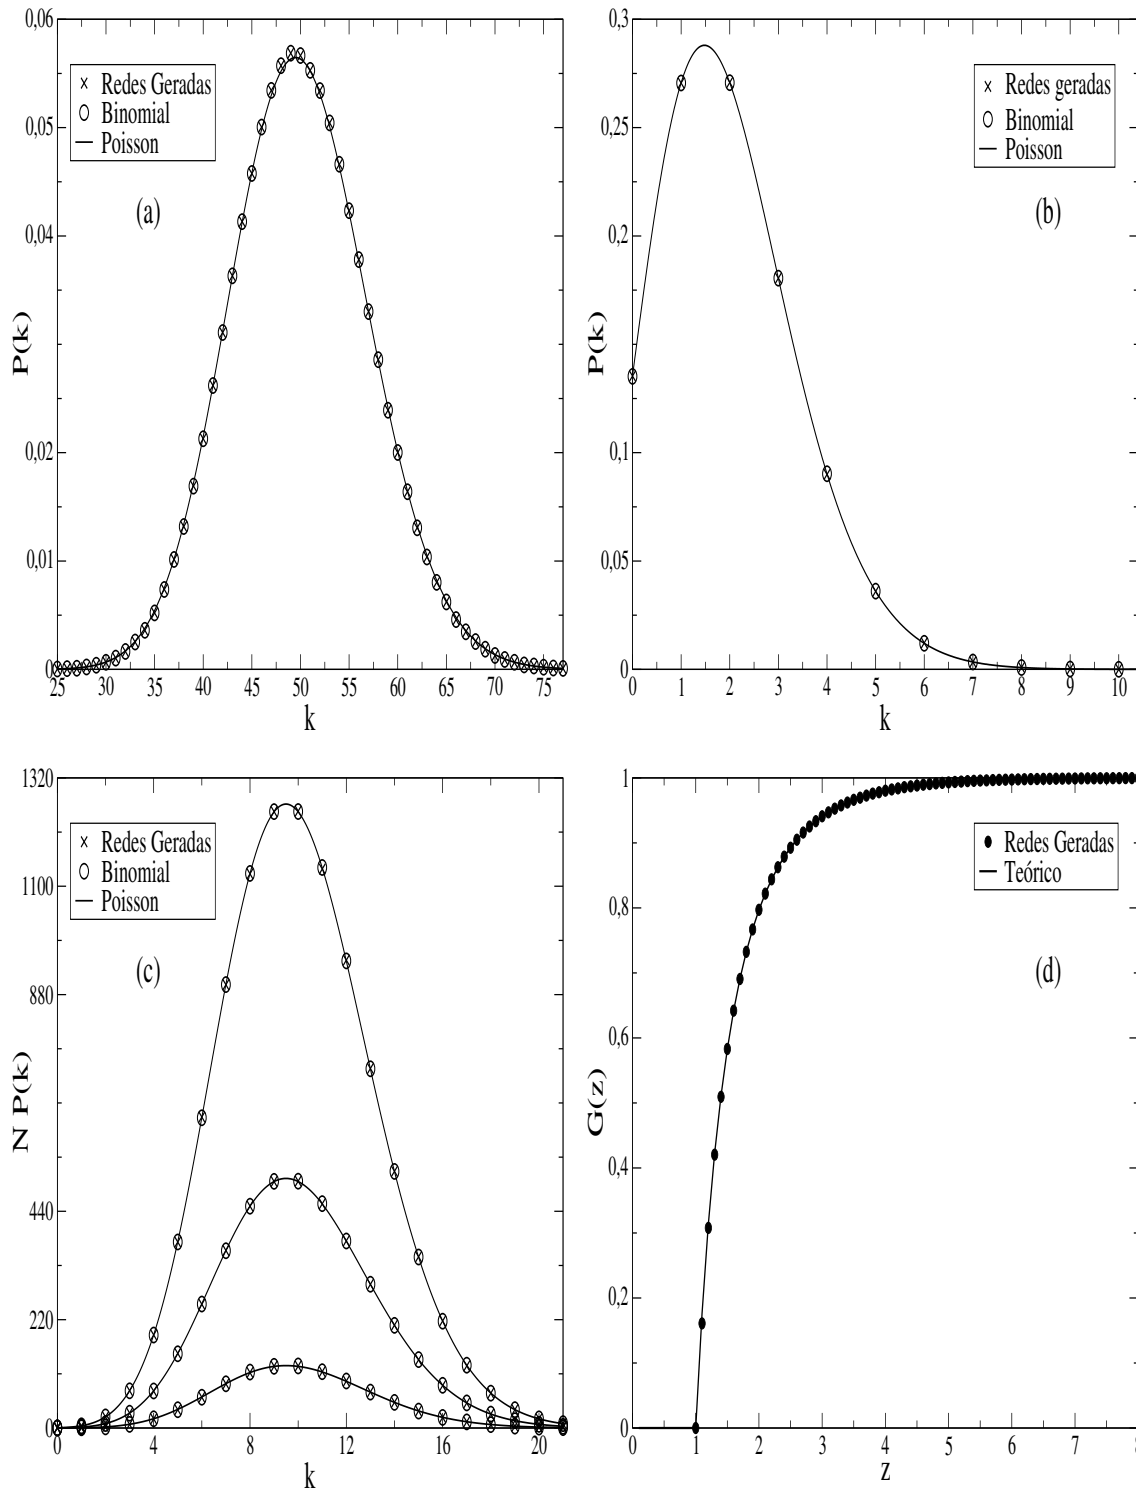 0,06
0,05
0,04
0,02
0,01
0
× Redes Geradas
Binomial
Poisson
(a)
P(k)
25 30 35 40 45 50 55 60 65 70 75
k
0,3
0,25
0,2
0,1
0,05
0
× Redes geradas
Binomial
Poisson
(b)
P(k)
0 1 2 3 4 5 6 7 8 9 10
k
1320
1100
880
440
220
0
× Redes Geradas
Binomial
Poisson
(c)
N P(k)
0 4 8 12 16 20
k
1
0,8
0,6
0,4
0,2
0
Redes Geradas
Teórico
(d)
G(z)
0 1 2 3 4 5 6 7 8
z